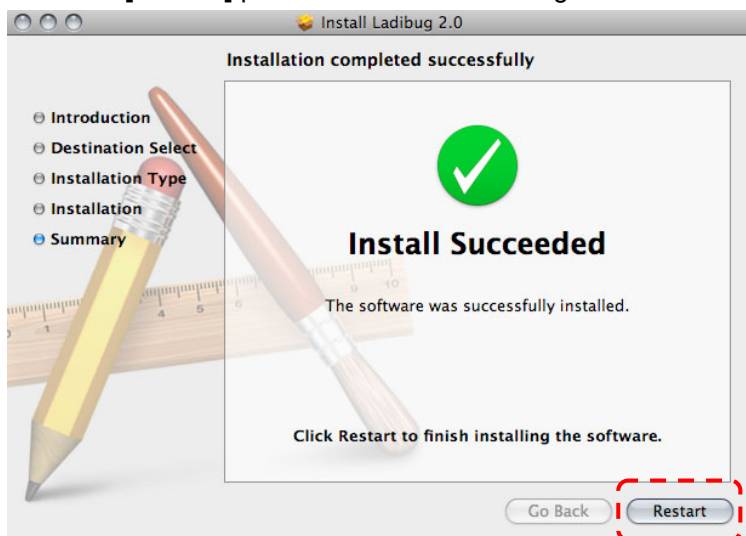 Install Ladibug 2.0
Installation completed successfully
Introduction
Destination Select
Installation Type
Installation
Summary
Install Succeeded
The software was successfully installed.
Click Restart to finish installing the software.
Go Back
Restart